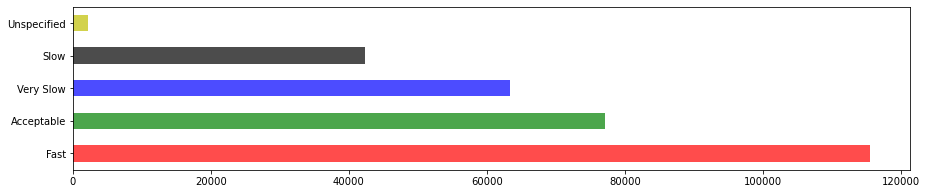 Unspecified
Slow
Very Slow
Acceptable
Fast
0 20000 40000 60000 80000 100000 120000